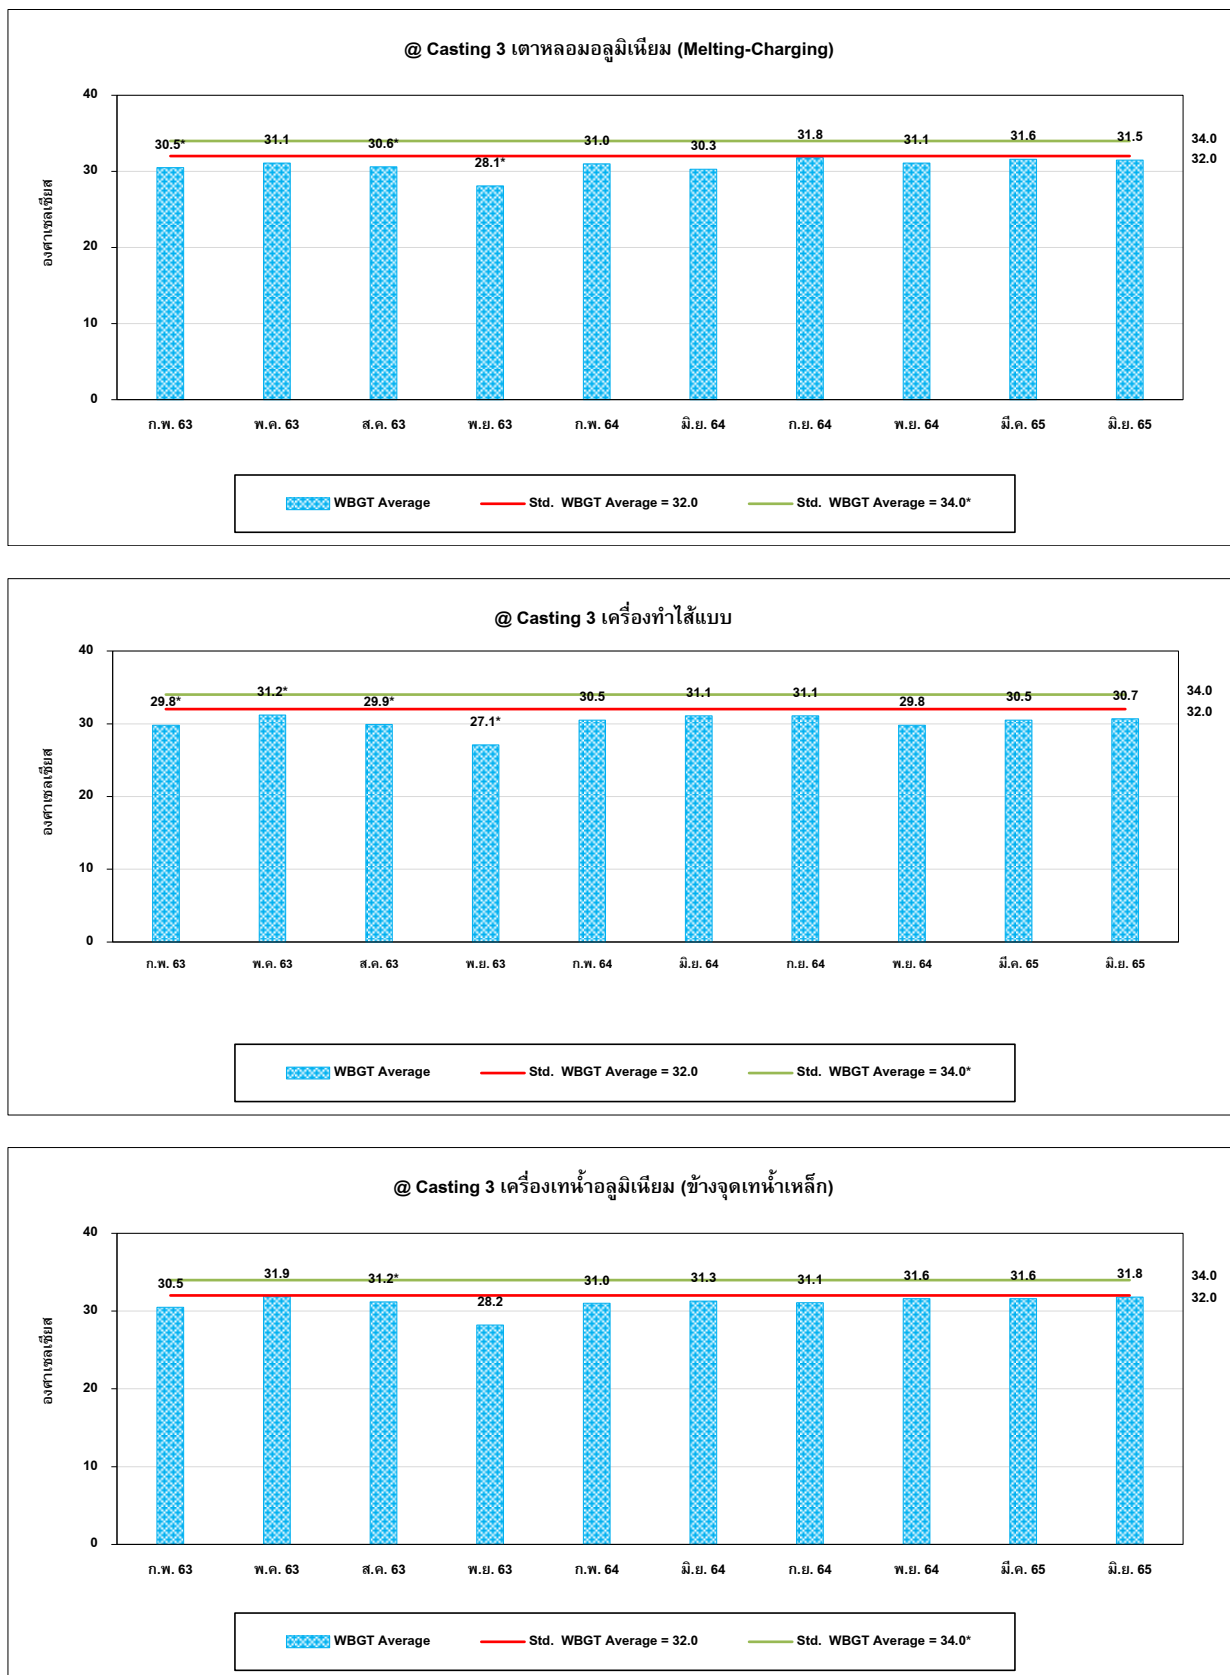 @ Casting 3 เตาหลอมอลูมิเนียม (Melting-Charging)
องศาเซลเซียส
40
30
20
10
0
30.5* 31.1 30.6* 28.1* 31.0 30.3 31.8 31.1 31.6 31.5
34.0
32.0
ก.พ. 63 พ.ค. 63 ส.ค. 63 พ.ย. 63 ก.พ. 64 มิ.ย. 64 ก.ย. 64 พ.ย. 64 มี.ค. 65 มิ.ย. 65
WBGT Average Std. WBGT Average = 32.0 Std. WBGT Average = 34.0*
@ Casting 3 เครื่องทำไส้แบบ
องศาเซลเซียส
40
30
20
10
0
29.8* 31.2* 29.9* 27.1* 30.5 31.1 31.1 29.8 30.5 30.7
34.0
32.0
ก.พ. 63 พ.ค. 63 ส.ค. 63 พ.ย. 63 ก.พ. 64 มิ.ย. 64 ก.ย. 64 พ.ย. 64 มี.ค. 65 มิ.ย. 65
WBGT Average Std. WBGT Average = 32.0 Std. WBGT Average = 34.0*
@ Casting 3 เครื่องเทน้ำอลูมิเนียม (ข้างจุดเทน้ำเหล็ก)
องศาเซลเซียส
40
30
20
10
0
30.5 31.9 31.2* 28.2 31.0 31.3 31.1 31.6 31.6 31.8
34.0
32.0
ก.พ. 63 พ.ค. 63 ส.ค. 63 พ.ย. 63 ก.พ. 64 มิ.ย. 64 ก.ย. 64 พ.ย. 64 มี.ค. 65 มิ.ย. 65
WBGT Average Std. WBGT Average = 32.0 Std. WBGT Average = 34.0*